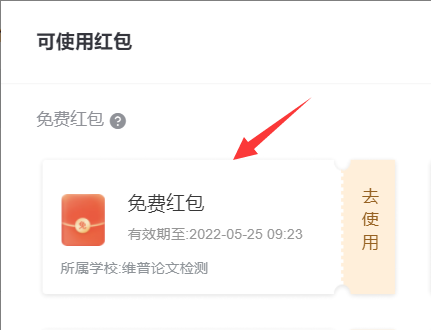 可使用红包
免费红包 ?
免费红包
有效期至:2022-05-25 09:23
所属学校:维普论文检测
去
使
用